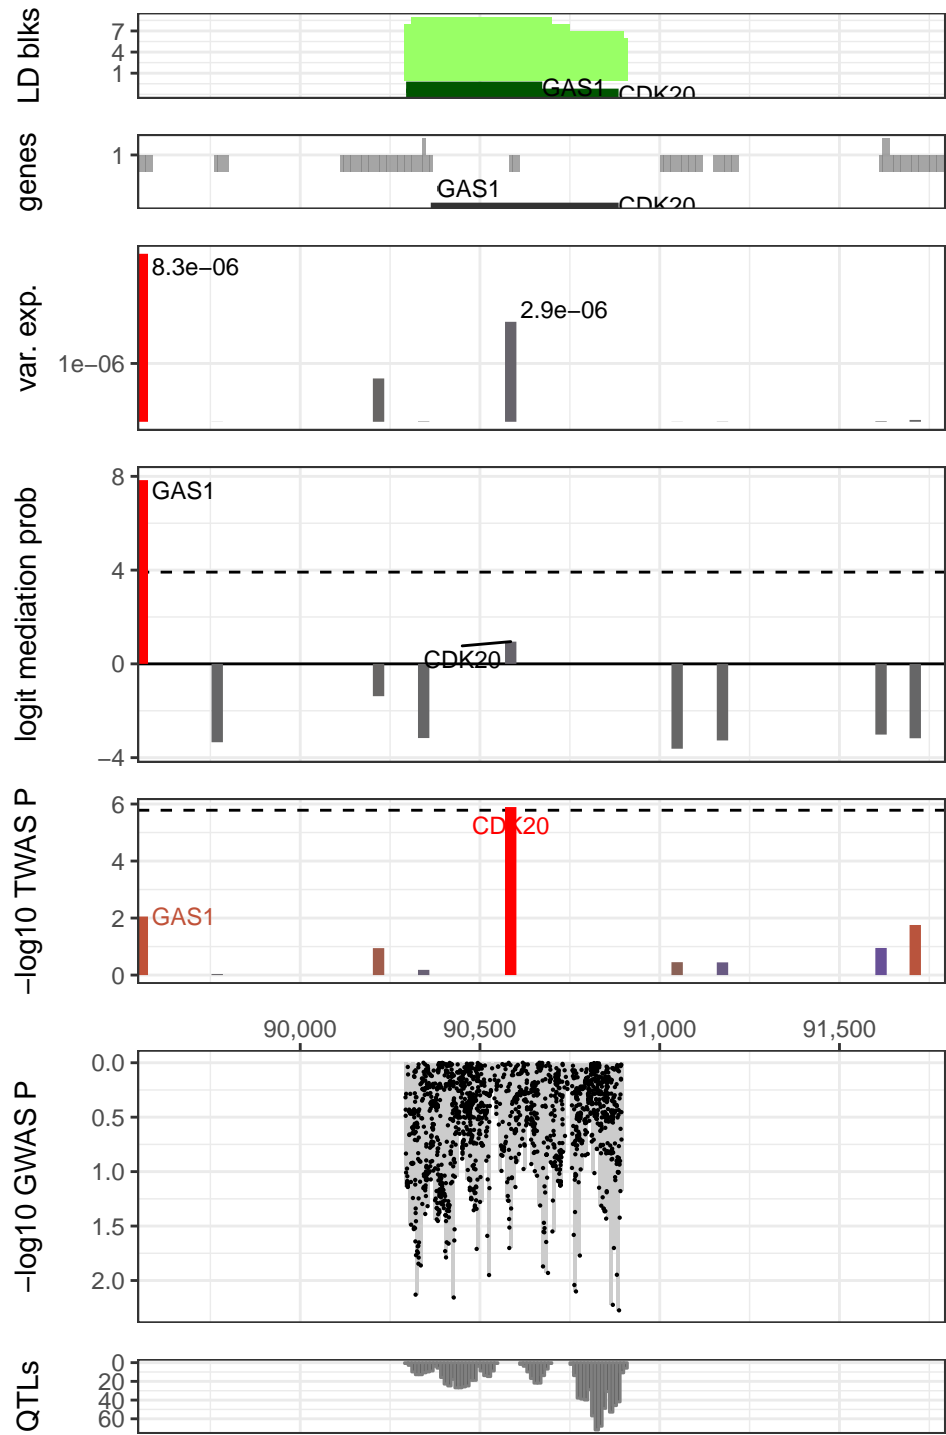 LD blks
7
4
1
GAS1
CDK20
genes
1
GAS1
CDK20
var. exp.
8.3e−06
2.9e−06
1e−06
logit mediation prob
8
GAS1
4
CDK20
0
−4
−log10 TWAS P
6
CDK20
4
GAS1
2
0
90,000 90,500 91,000 91,500
−log10 GWAS P
0.0
0.5
1.0
1.5
2.0
QTLs
0
20
40
60